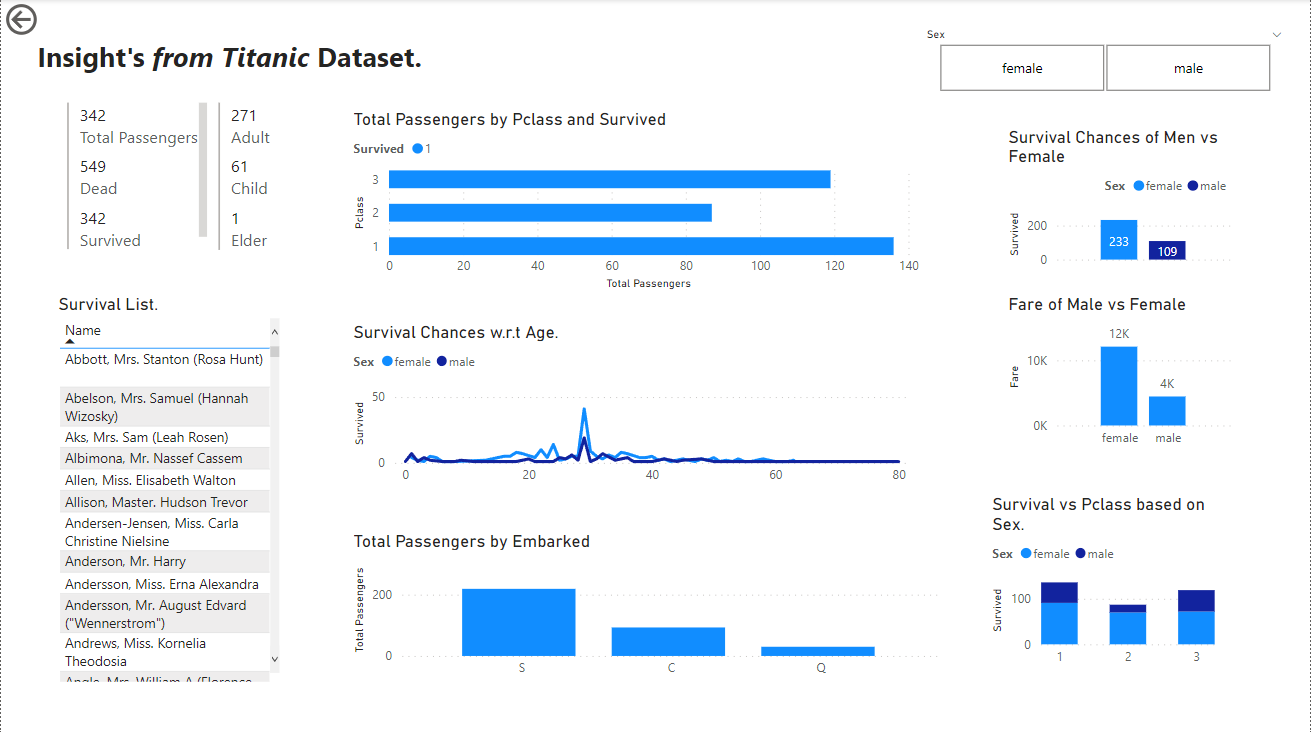 Insight's from Titanic Dataset.
Sex
female
male
342
Total Passengers
549
Dead
342
Survived
271
Adult
61
Child
1
Elder
Survival List.
Name
Abbott, Mrs. Stanton (Rosa Hunt)
Abelson, Mrs. Samuel (Hannah
Wizosky)
Aks, Mrs. Sam (Leah Rosen)
Albimona, Mr. Nassef Cassem
Allen, Miss. Elisabeth Walton
Allison, Master. Hudson Trevor
Andersen-Jensen, Miss. Carla
Christine Nielsine
Anderson, Mr. Harry
Andersson, Miss. Erna Alexandra
Andersson, Mr. August Edvard
("Wennerstrom")
Andrews, Miss. Kornelia
Theodosia
Angle, Mrs. William A (Florence
Total Passengers by Pclass and Survived
Survived 1
Pclass
3
2
1
0 20 40 60 80 100 120 140
Total Passengers
Survival Chances w.r.t Age.
Sex female male
Survived
50
0
0 20 40 60 80
Total Passengers by Embarked
Total Passengers
200
0
S C Q
Survival Chances of Men vs
Female
Sex female male
Survived
200
0
233
109
Fare of Male vs Female
Fare
10K
0K
12K
4K
female male
Survival vs Pclass based on
Sex.
Sex female male
Survived
100
0
1 2 3